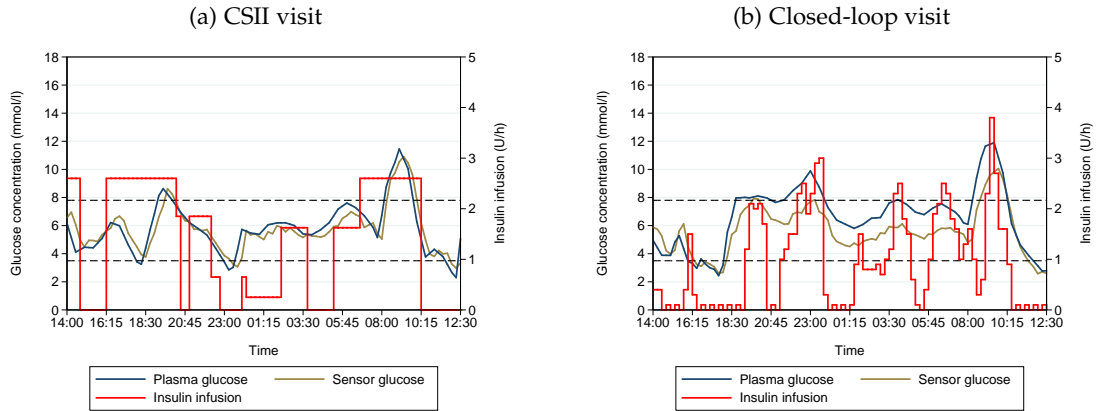 (a) CSII visit
Glucose concentration (mmol/l)
18
16
14
12
10
8
6
4
2
0
5
4
3
2
1
0
Insulin infusion (U/h)
14:00 16:15 18:30 20:45 23:00 01:15 03:30 05:45 08:00 10:15 12:30
Time
Plasma glucose Sensor glucose
Insulin infusion
(b) Closed-loop visit
Glucose concentration (mmol/l)
18
16
14
12
10
8
6
4
2
0
5
4
3
2
1
0
Insulin infusion (U/h)
14:00 16:15 18:30 20:45 23:00 01:15 03:30 05:45 08:00 10:15 12:30
Time
Plasma glucose Sensor glucose
Insulin infusion